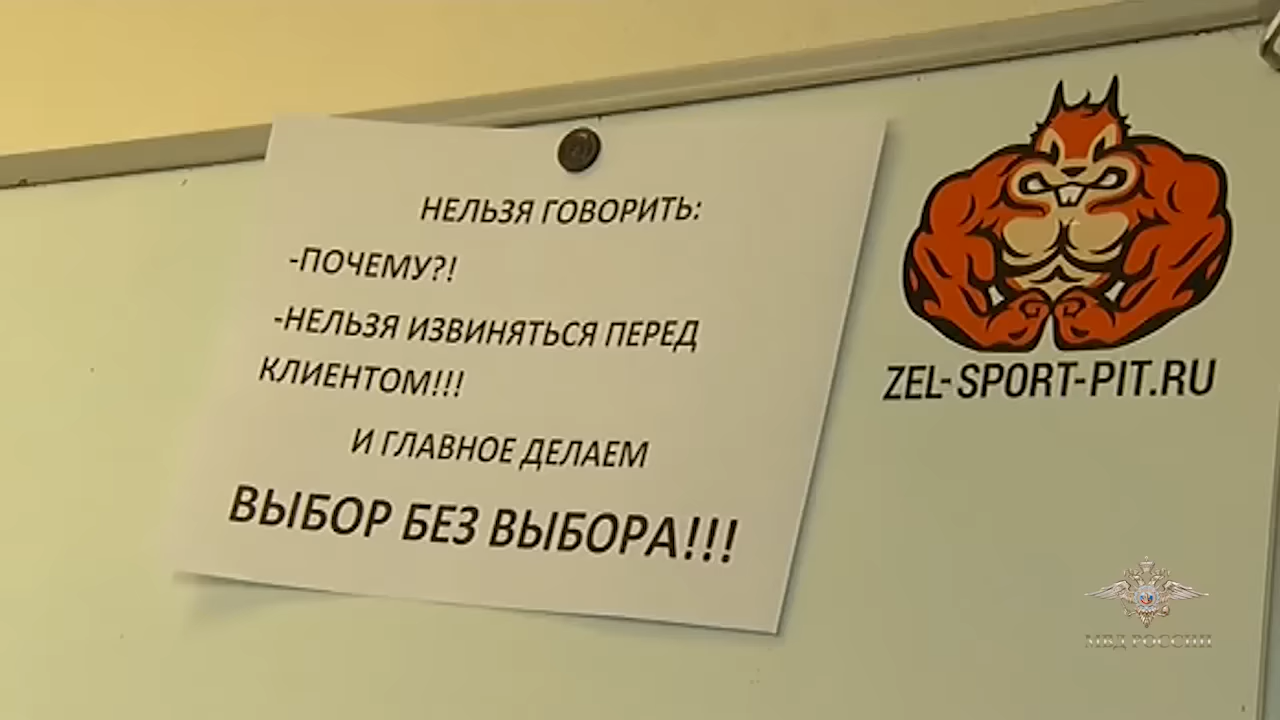 НЕЛЬЗЯ ГОВОРИТЬ:
-ПОЧЕМУ?!
-НЕЛЬЗЯ ИЗВИНЯТЬСЯ ПЕРЕД
КЛИЕНТОМ!!!
И ГЛАВНОЕ ДЕЛАЕМ
ВЫБОР БЕЗ ВЫБОРА!!!
ZEL-SPORT-PIT.RU
МВД РОССИИ